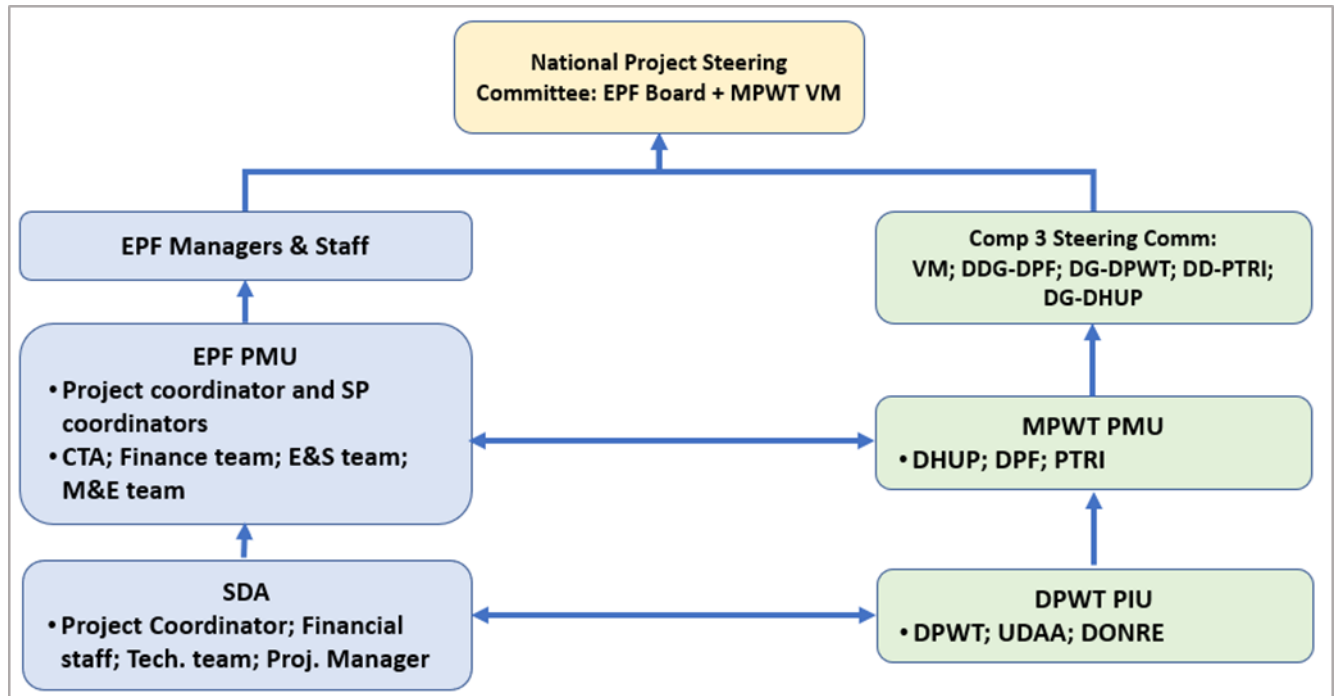 National Project Steering
Committee: EPF Board + MPWT VM
EPF Managers & Staff
Comp 3 Steering Comm:
VM; DDG-DPF; DG-DPWT; DD-PTRI;
DG-DHUP
EPF PMU
• Project coordinator and SP
coordinators
• CTA; Finance team; E&S team;
M&E team
MPWT PMU
• DHUP; DPF; PTRI
SDA
• Project Coordinator; Financial
staff; Tech. team; Proj. Manager
DPWT PIU
• DPWT; UDAA; DONRE